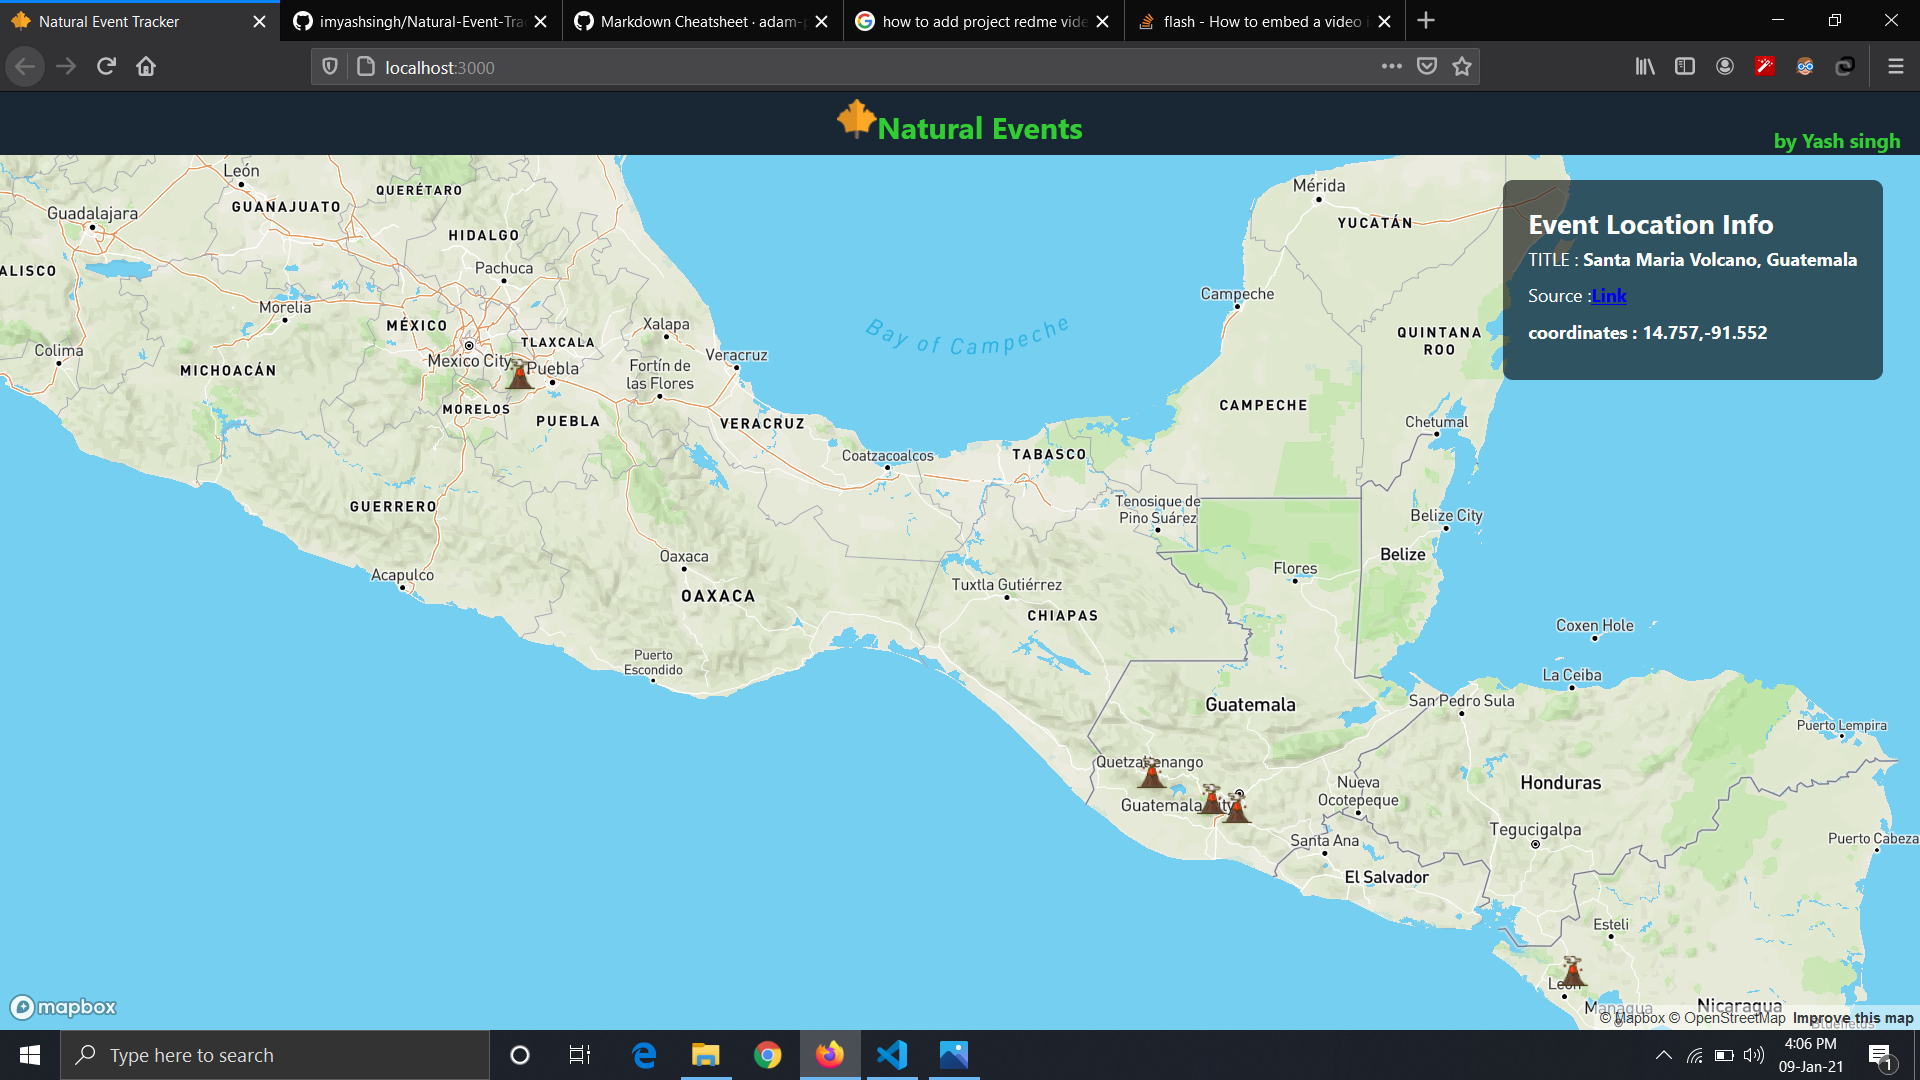 Natural Event Tracker
imyashsingh/Natural-Event-Tra
Markdown Cheatsheet · adam-p
how to add project redme vide
flash - How to embed a video i
localhost:3000
Natural Events
by Yash singh
Event Location Info
TITLE : Santa Maria Volcano, Guatemala
Source :Link
coordinates : 14.757,-91.552
León
QUERÉTARO
Guadalajara
GUANAJUATO
HIDALGO
ALISCO
Pachuca
Morelia
MÉXICO
Xalapa
TLAXCALA
Colima
Mexico City
Puebla
Veracruz
MICHOACÁN
Fortín de
las Flores
MORELOS
PUEBLA
VERACRUZ
Bay of Campeche
Mérida
YUCATÁN
Campeche
QUINTANA
ROO
CAMPECHE
Chetumal
Coatzacoalcos
TABASCO
GUERRERO
Tenosique de
Pino Suárez
Belize City
Belize
Oaxaca
Flores
Acapulco
Tuxtla Gutiérrez
OAXACA
CHIAPAS
Coxen Hole
Puerto
Escondido
La Ceiba
Guatemala
San Pedro Sula
Puerto Lempira
Quetzaltenango
Nueva
Ocotepeque
Honduras
Guatemala City
Tegucigalpa
Santa Ana
Puerto Cabeza
El Salvador
Esteli
León
Managua
Nicaragua
Bluefields
mapbox
© Mapbox © OpenStreetMap Improve this map
Type here to search
4:06 PM
09-Jan-21
1